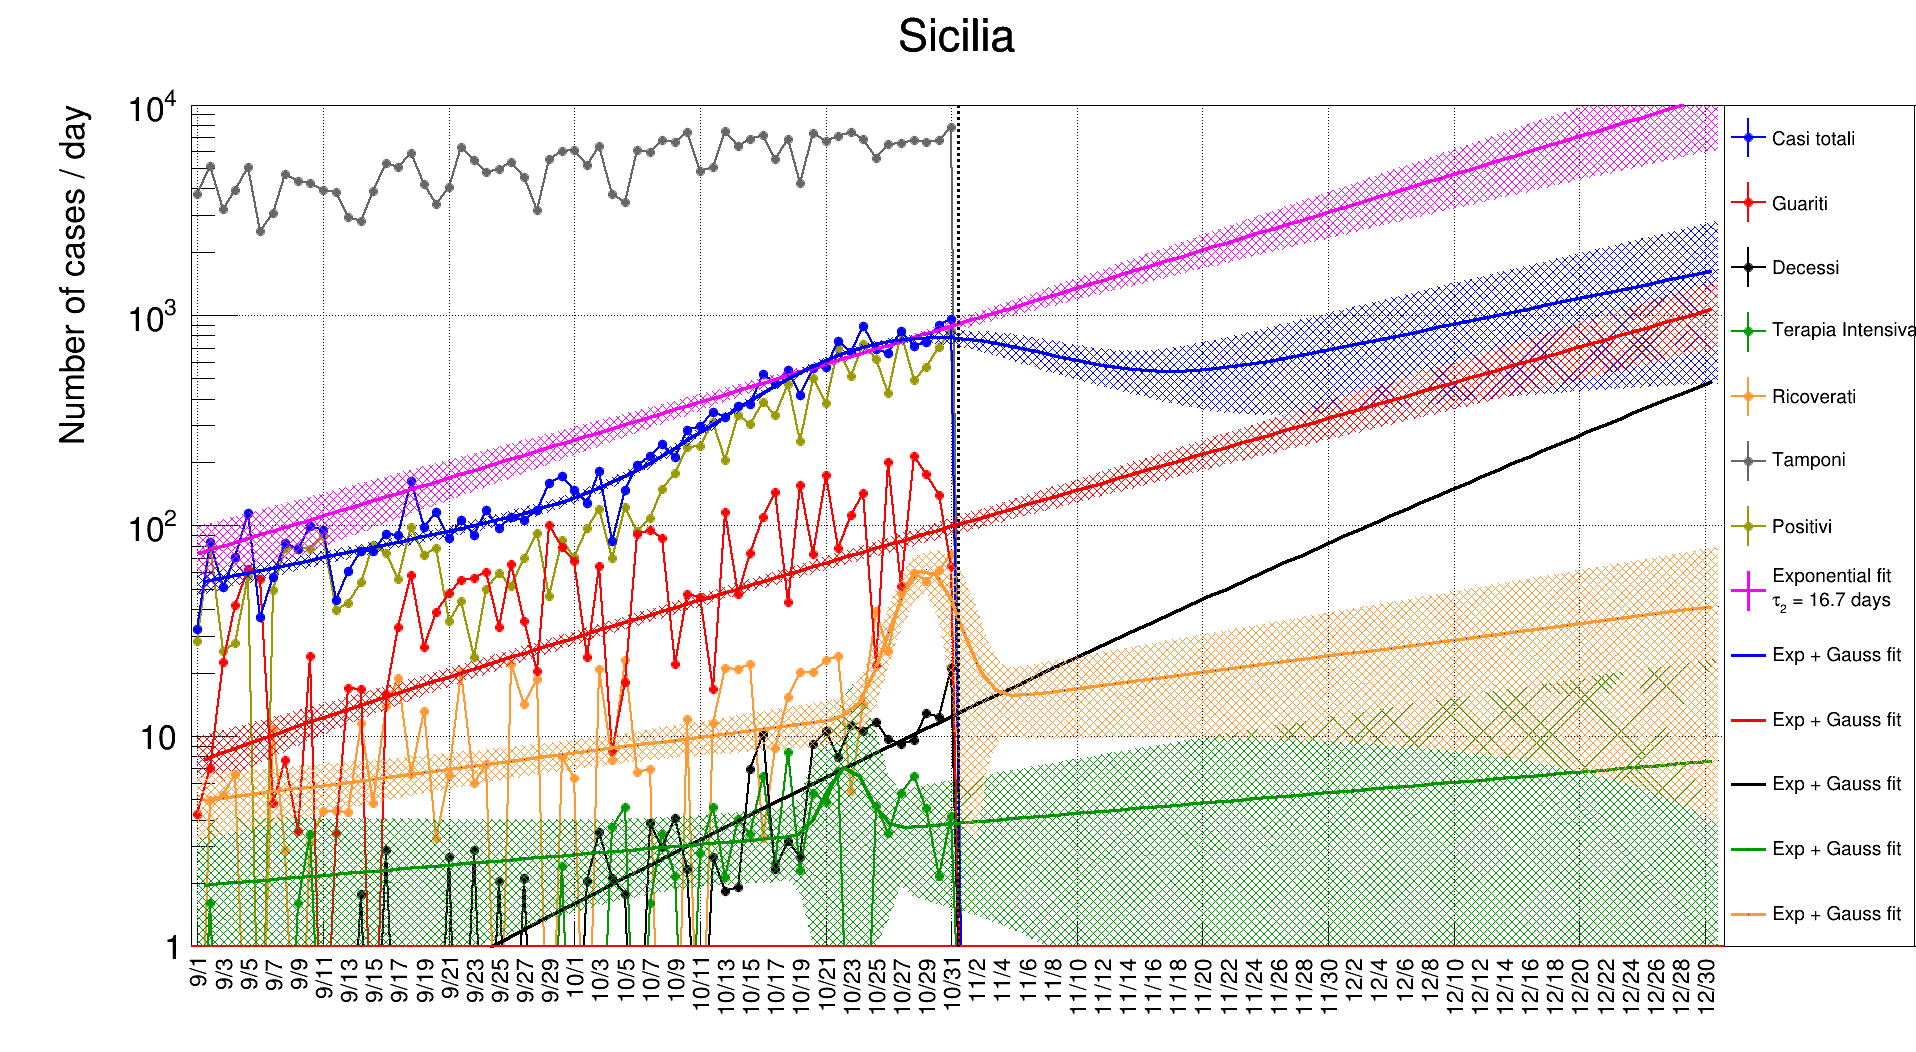 Sicilia
Number of cases / day
10⁴
10³
10²
10
1
9/1 9/3 9/5 9/7 9/9 9/11 9/13 9/15 9/17 9/19 9/21 9/23 9/25 9/27 9/29 10/1 10/3 10/5 10/7 10/9 10/11 10/13 10/15 10/17 10/19 10/21 10/23 10/25 10/27 10/29 10/31 11/2 11/4 11/6 11/8 11/10 11/12 11/14 11/16 11/18 11/20 11/22 11/24 11/26 11/28 11/30 12/2 12/4 12/6 12/8 12/10 12/12 12/14 12/16 12/18 12/20 12/22 12/24 12/26 12/28 12/30
Casi totali
Guariti
Decessi
Terapia Intensiva
Ricoverati
Tamponi
Positivi
Exponential fit
τ₂ = 16.7 days
Exp + Gauss fit
Exp + Gauss fit
Exp + Gauss fit
Exp + Gauss fit
Exp + Gauss fit